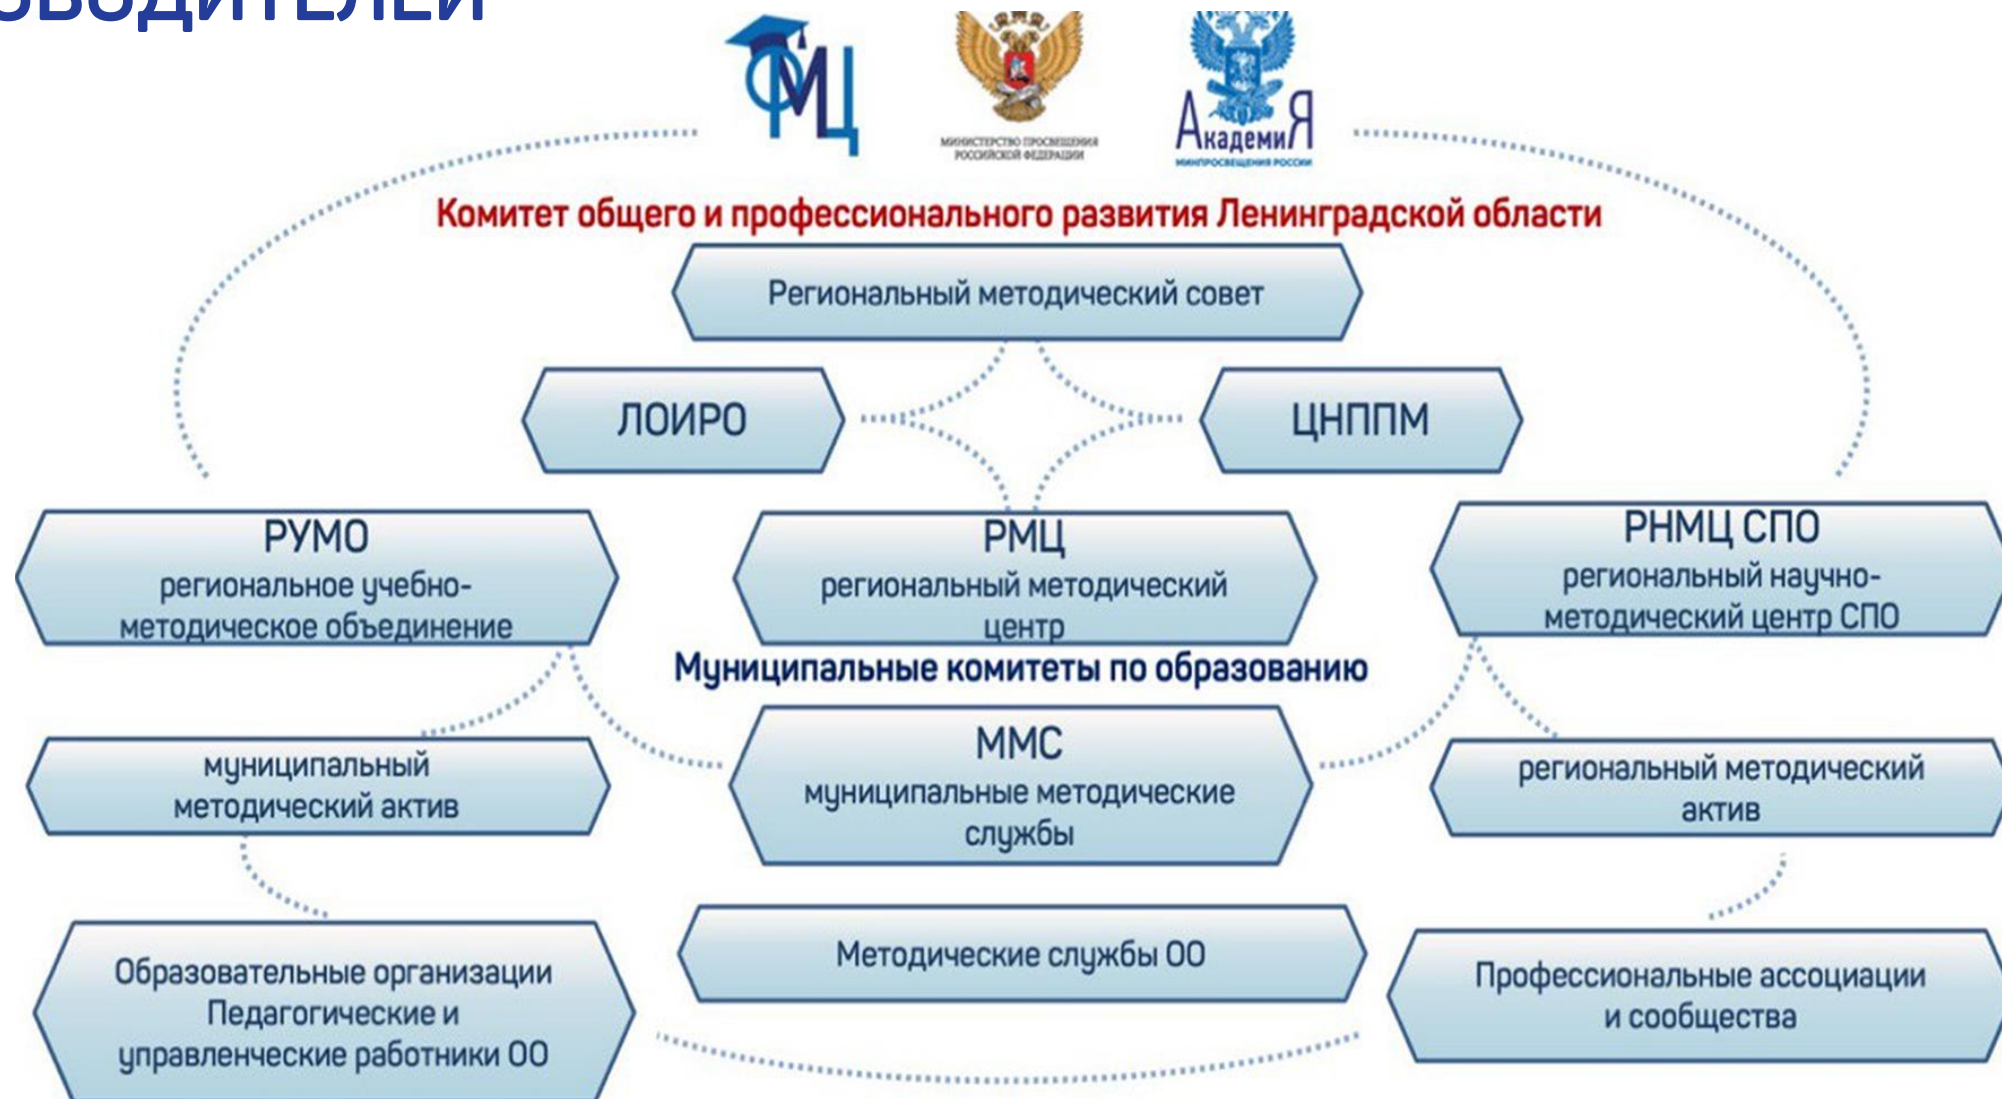 ОВОДИТЕЛЕЙ
ФМЦ
МИНИСТЕРСТВО ПРОСВЕЩЕНИЯ
РОССИЙСКОЙ ФЕДЕРАЦИИ
АкадемиЯ
МИНПРОСВЕЩЕНИЯ РОССИИ
Комитет общего и профессионального развития Ленинградской области
Региональный методический совет
ЛОИРО
ЦНППМ
РУМО
региональное учебно-
методическое объединение
РМЦ
региональный методический
центр
РНМЦ СПО
региональный научно-
методический центр СПО
Муниципальные комитеты по образованию
муниципальный
методический актив
ММС
муниципальные методические
службы
региональный методический
актив
Образовательные организации
Педагогические и
управленческие работники ОО
Методические службы ОО
Профессиональные ассоциации
и сообщества